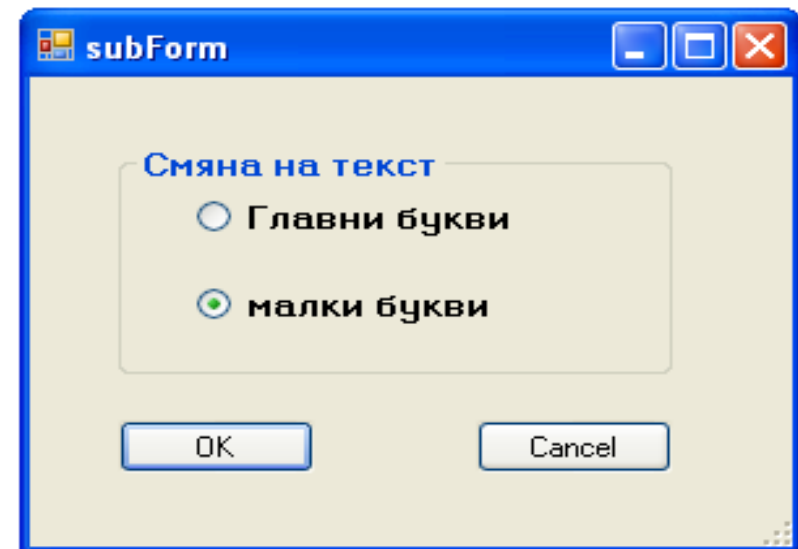 subForm
Смяна на текст
Главни букви
малки букви
OK
Cancel